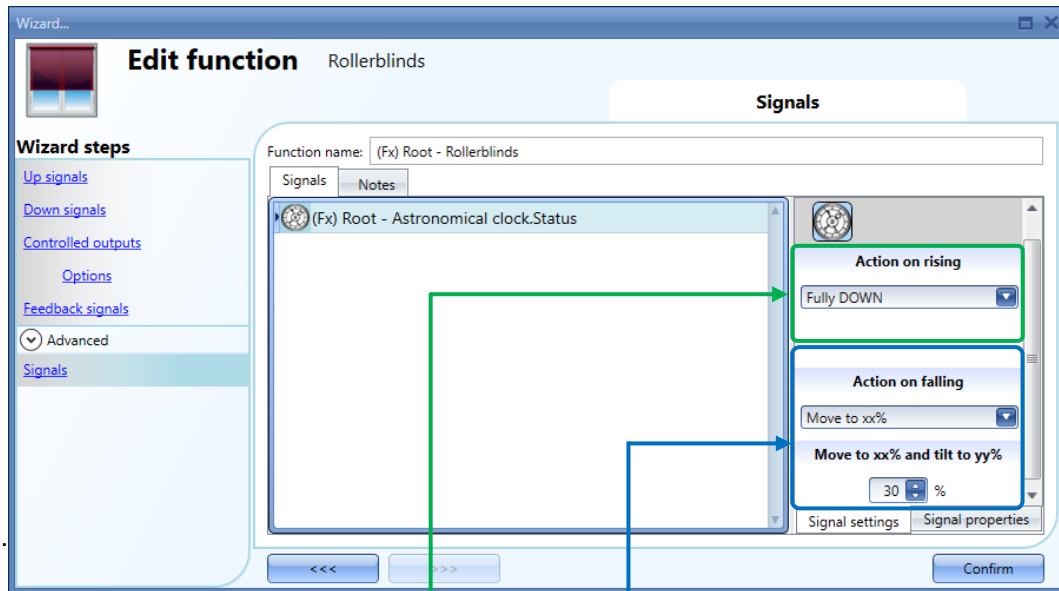 Wizard...
Edit function Rollerblinds
Signals
Wizard steps
Up signals
Down signals
Controlled outputs
Options
Feedback signals
Advanced
Signals
Function name: (Fx) Root - Rollerblinds
Signals Notes
(Fx) Root - Astronomical clock.Status
Action on rising
Fully DOWN
Action on falling
Move to xx%
Move to xx% and tilt to yy%
30 %
Signal settings Signal properties
.
<<< >>> Confirm